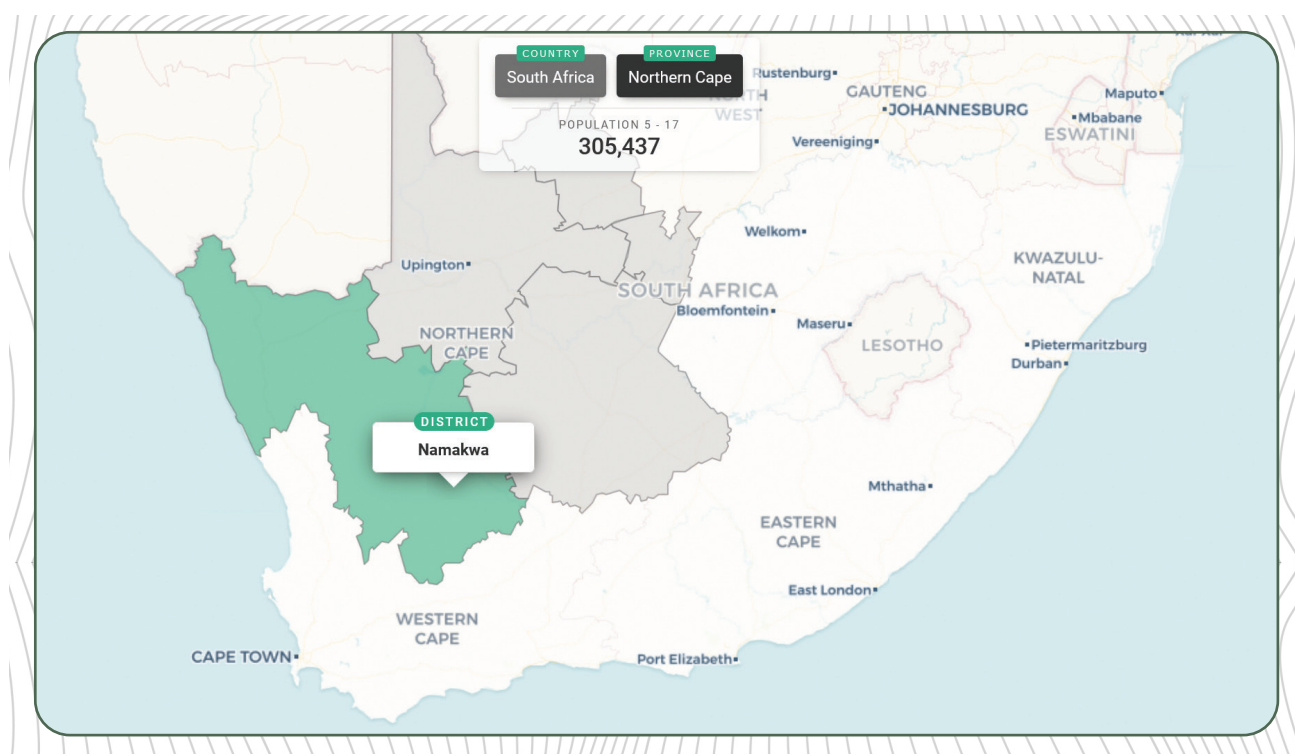 COUNTRY
South Africa
PROVINCE
Northern Cape
POPULATION 5 - 17
305,437
Rustenburg
NORTH
WEST
GAUTENG
JOHANNESBURG
Vereeniging
Maputo
Mbabane
ESWATINI
Welkom
KWAZULU-
NATAL
Upington
SOUTH AFRICA
Bloemfontein
Maseru
LESOTHO
Pietermaritzburg
Durban
NORTHERN
CAPE
DISTRICT
Namakwa
Mthatha
EASTERN
CAPE
East London
WESTERN
CAPE
CAPE TOWN
Port Elizabeth